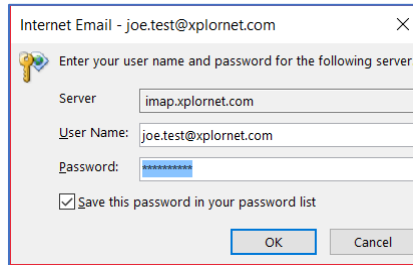 Internet Email - joe.test@xplornet.com
Enter your user name and password for the following server.
Server imap.xplornet.com
User Name: joe.test@xplornet.com
Password: **********
Save this password in your password list
OK Cancel